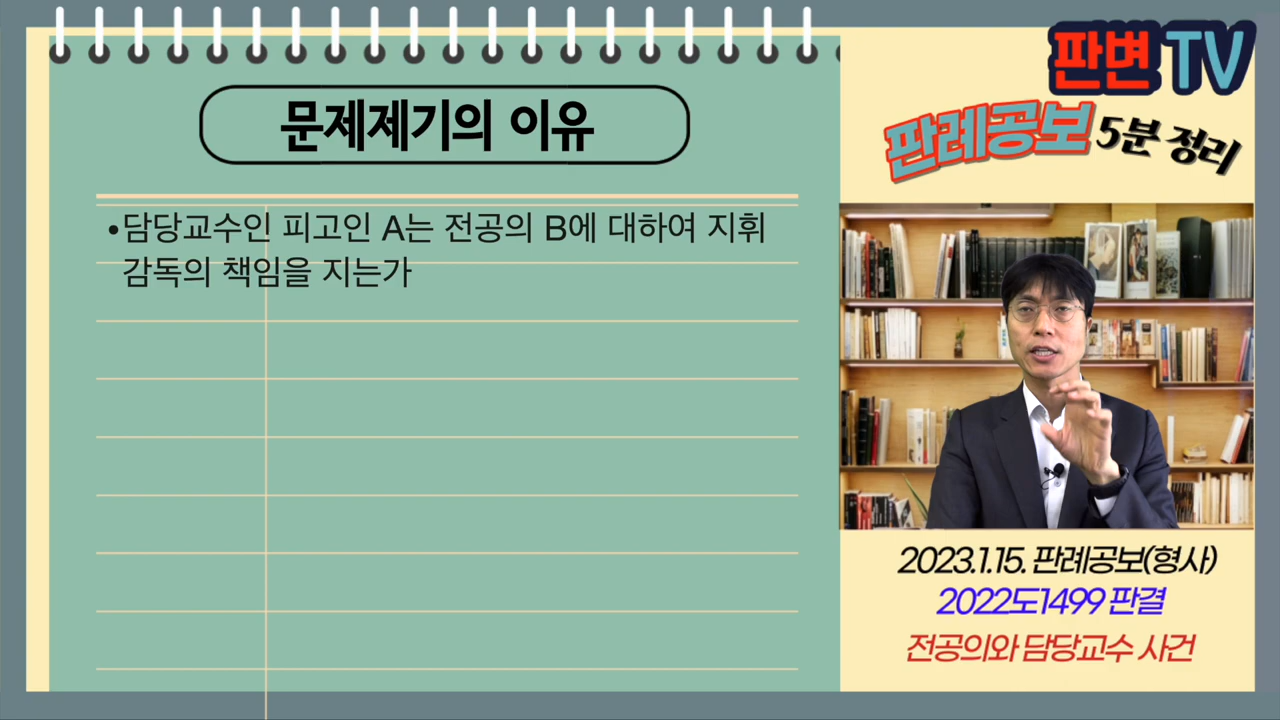 문제제기의 이유
•담당교수인 피고인 A는 전공의 B에 대하여 지휘
감독의 책임을 지는가
판변 TV
판례공보 5분 정리
2023.1.15. 판례공보(형사)
2022도1499 판결
전공의와 담당교수 사건